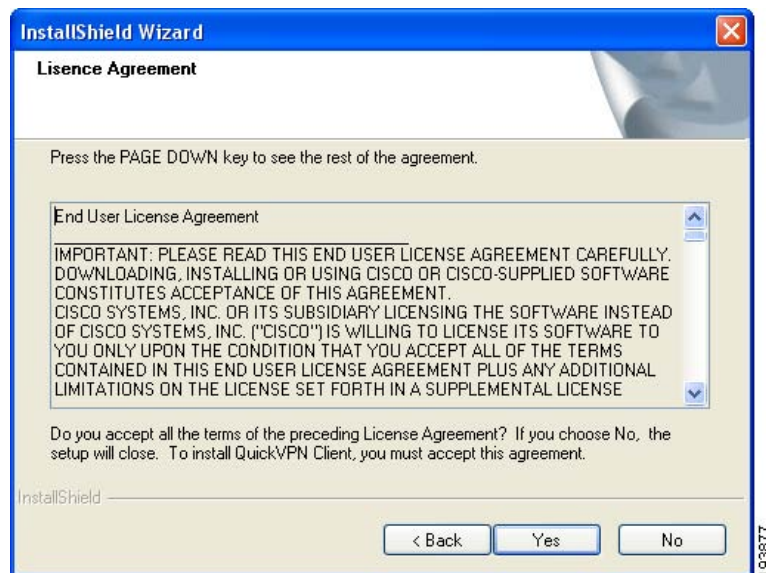 InstallShield Wizard
Lisence Agreement
Press the PAGE DOWN key to see the rest of the agreement.
End User License Agreement
IMPORTANT: PLEASE READ THIS END USER LICENSE AGREEMENT CAREFULLY.
DOWNLOADING, INSTALLING OR USING CISCO OR CISCO-SUPPLIED SOFTWARE
CONSTITUTES ACCEPTANCE OF THIS AGREEMENT.
CISCO SYSTEMS, INC. OR ITS SUBSIDIARY LICENSING THE SOFTWARE INSTEAD
OF CISCO SYSTEMS, INC. ("CISCO") IS WILLING TO LICENSE ITS SOFTWARE TO
YOU ONLY UPON THE CONDITION THAT YOU ACCEPT ALL OF THE TERMS
CONTAINED IN THIS END USER LICENSE AGREEMENT PLUS ANY ADDITIONAL
LIMITATIONS ON THE LICENSE SET FORTH IN A SUPPLEMENTAL LICENSE
Do you accept all the terms of the preceding License Agreement? If you choose No, the
setup will close. To install QuickVPN Client, you must accept this agreement.
InstallShield
< Back Yes No
193877